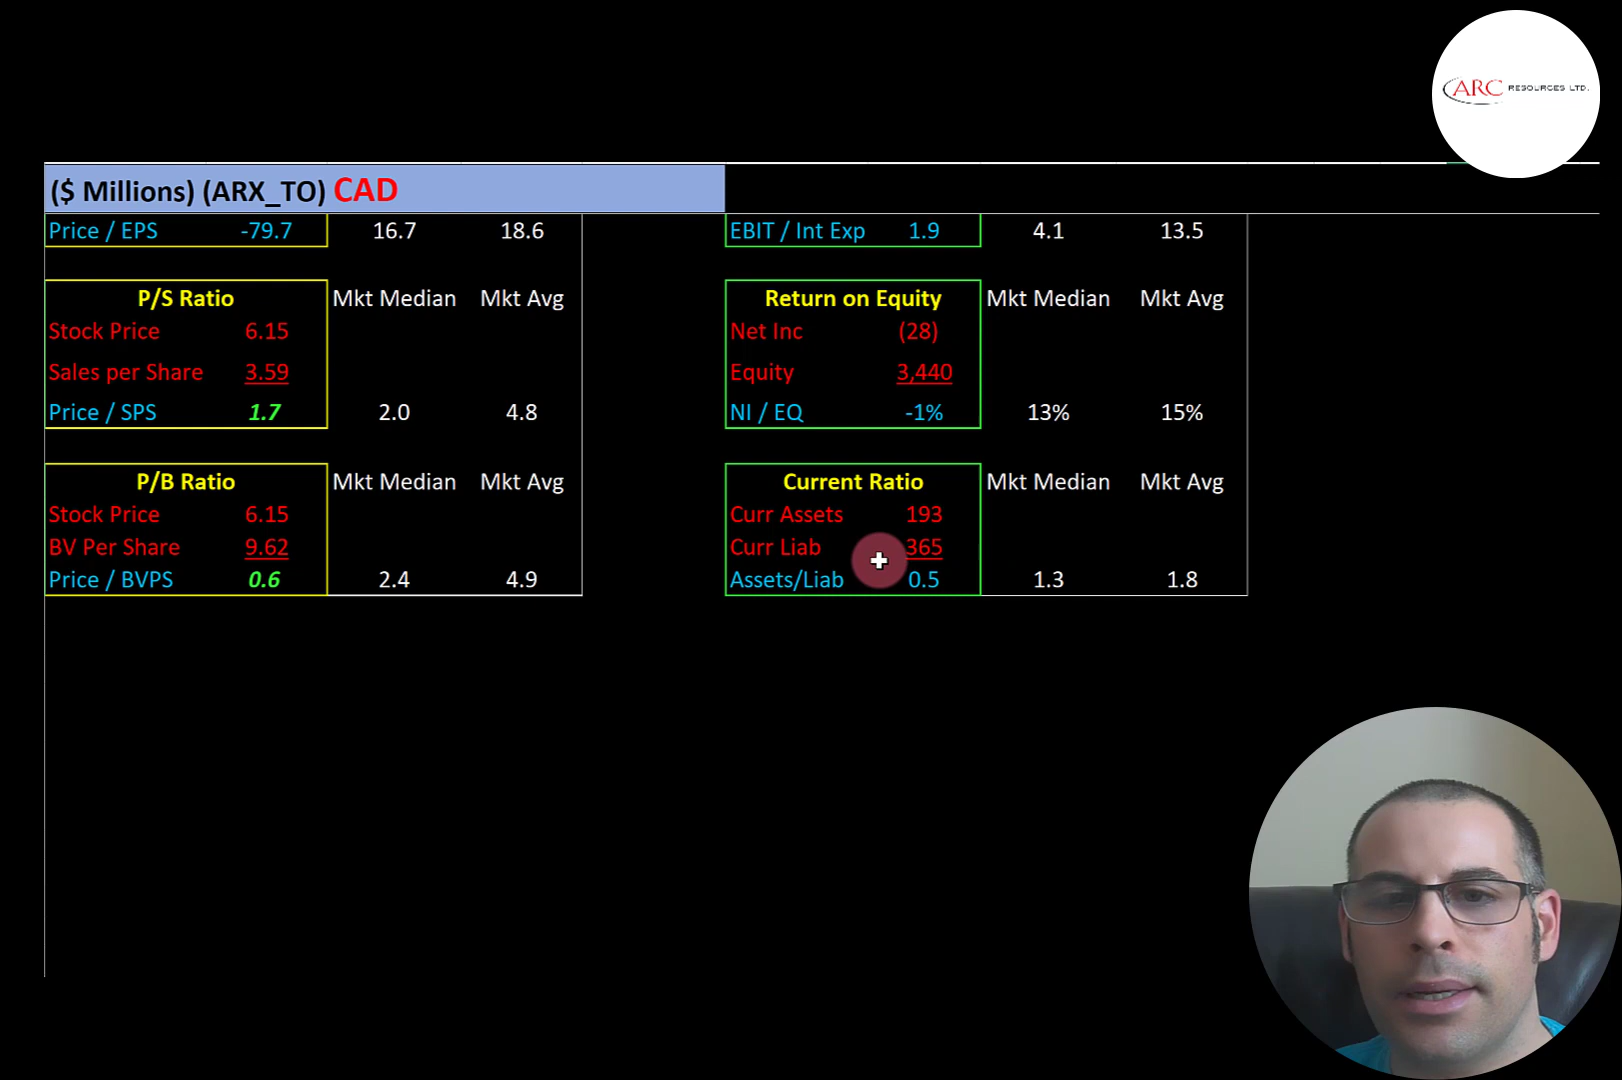 ARC RESOURCES LTD.
($ Millions) (ARX_TO) CAD
Price / EPS -79.7 16.7 18.6
EBIT / Int Exp 1.9 4.1 13.5
P/S Ratio Mkt Median Mkt Avg
Stock Price 6.15
Sales per Share 3.59
Price / SPS 1.7 2.0 4.8
Return on Equity Mkt Median Mkt Avg
Net Inc (28)
Equity 3,440
NI / EQ -1% 13% 15%
P/B Ratio Mkt Median Mkt Avg
Stock Price 6.15
BV Per Share 9.62
Price / BVPS 0.6 2.4 4.9
Current Ratio Mkt Median Mkt Avg
Curr Assets 193
Curr Liab 365
Assets/Liab 0.5 1.3 1.8